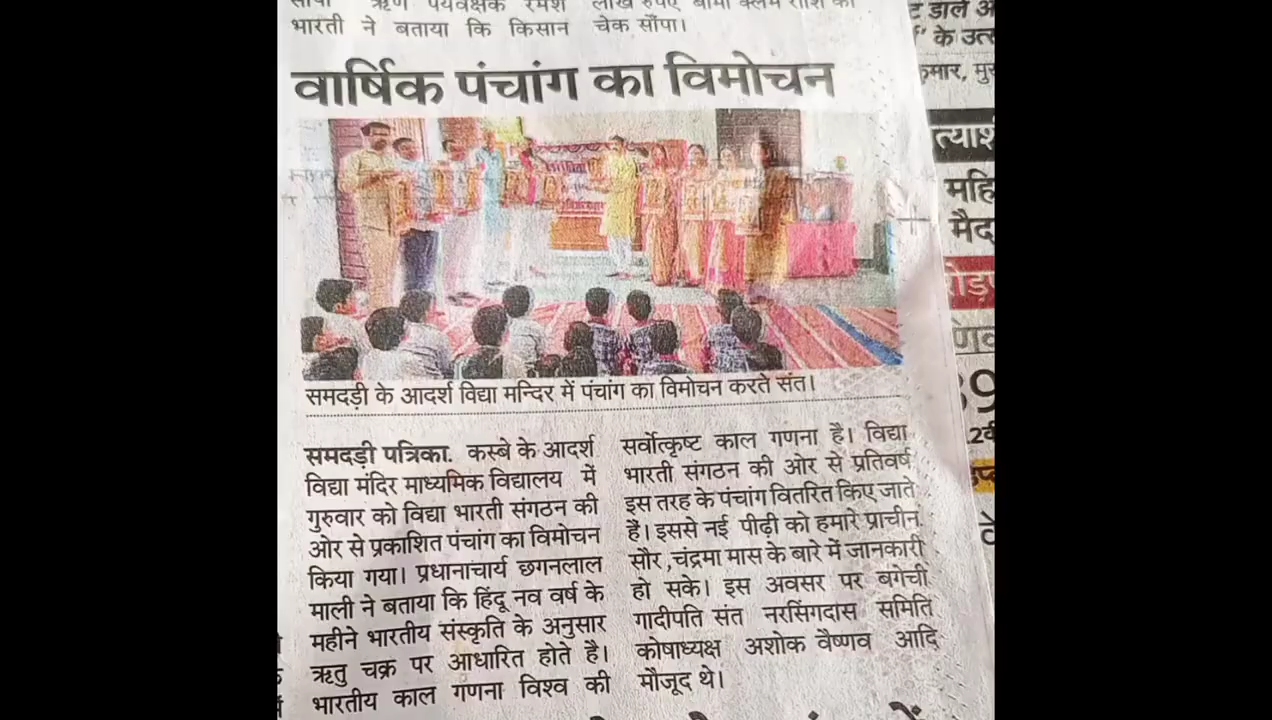 भारती ने बताया कि किसान
चेक सौंपा।
वार्षिक पंचांग का विमोचन
समदड़ी के आदर्श विद्या मन्दिर में पंचांग का विमोचन करते संत।
समदड़ी पत्रिका. कस्बे के आदर्श
विद्या मंदिर माध्यमिक विद्यालय में
गुरुवार को विद्या भारती संगठन की
ओर से प्रकाशित पंचांग का विमोचन
किया गया। प्रधानाचार्य छगनलाल
माली ने बताया कि हिंदू नव वर्ष के
महीने भारतीय संस्कृति के अनुसार
ऋतु चक्र पर आधारित होते है।
भारतीय काल गणना विश्व की
सर्वोत्कृष्ट काल गणना है। विद्या
भारती संगठन की ओर से प्रतिवर्ष
इस तरह के पंचांग वितरित किए जाते
हैं। इससे नई पीढ़ी को हमारे प्राचीन
सौर ,चंद्रमा मास के बारे में जानकारी
हो सके। इस अवसर पर बगेची
गादीपति संत नरसिंगदास समिति
कोषाध्यक्ष अशोक वैष्णव आदि
मौजूद थे।
डाले
के